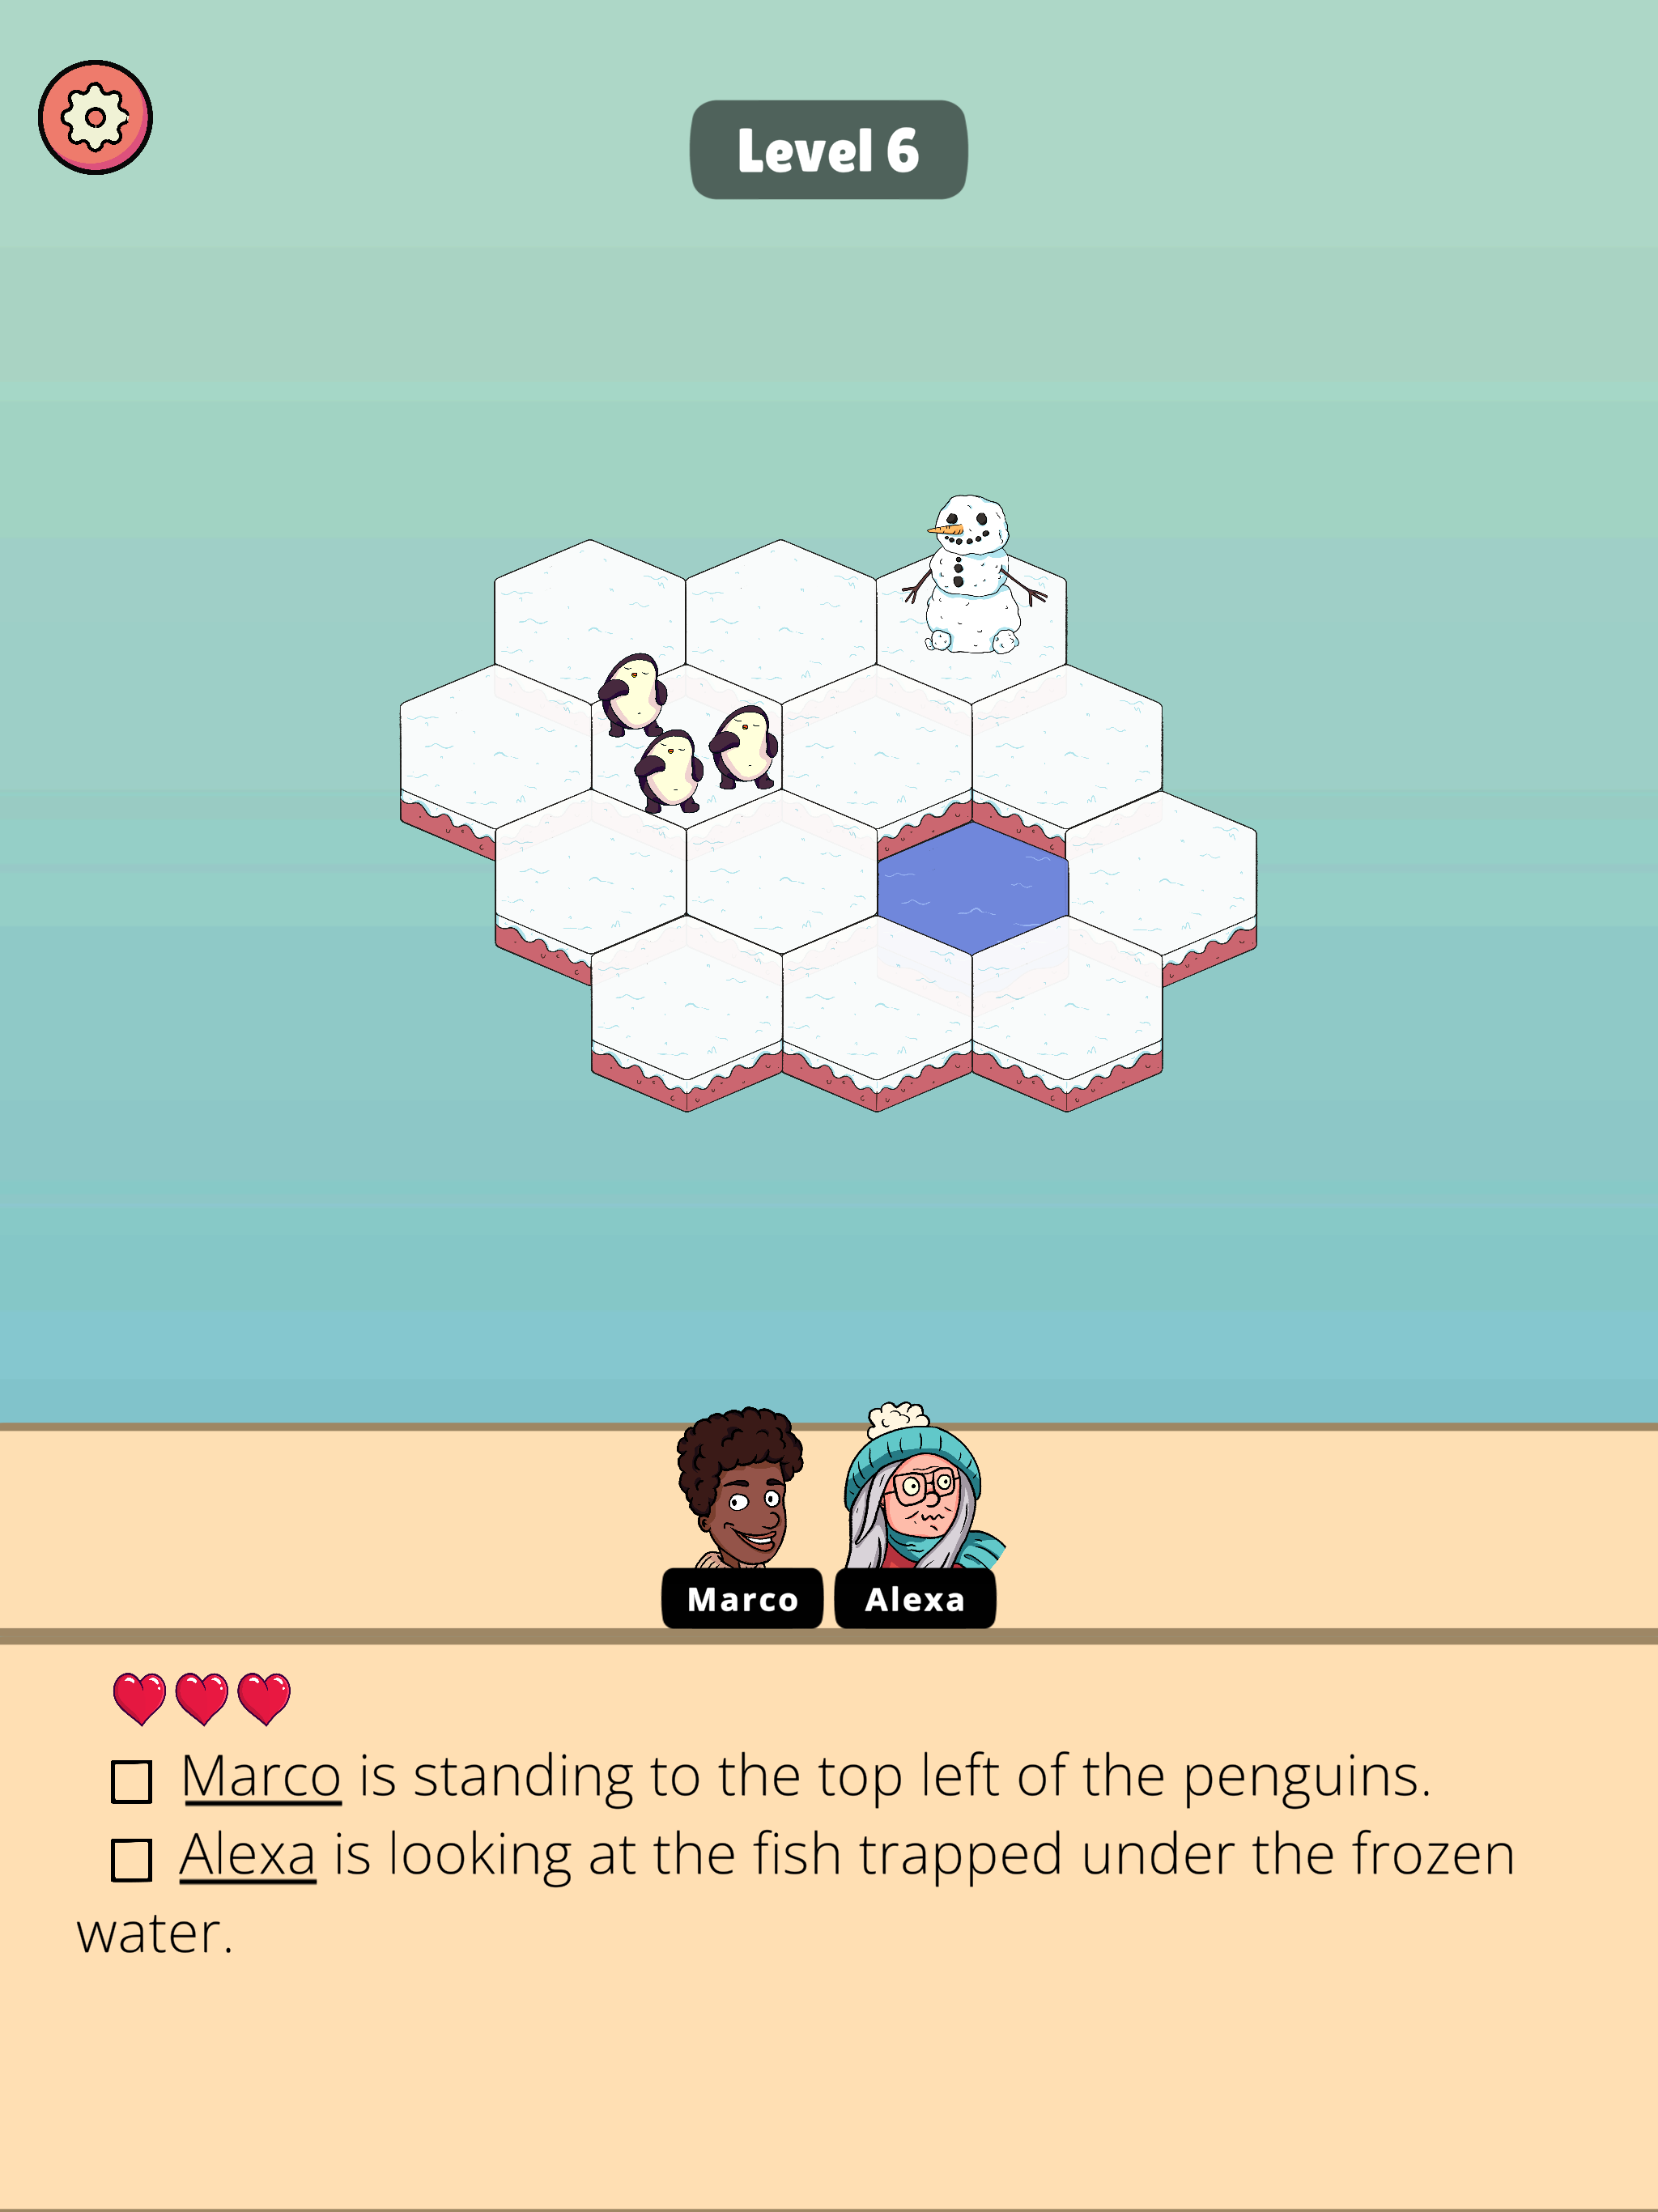 Level 6
Marco
Alexa
Marco is standing to the top left of the penguins.
Alexa is looking at the fish trapped under the frozen
water.